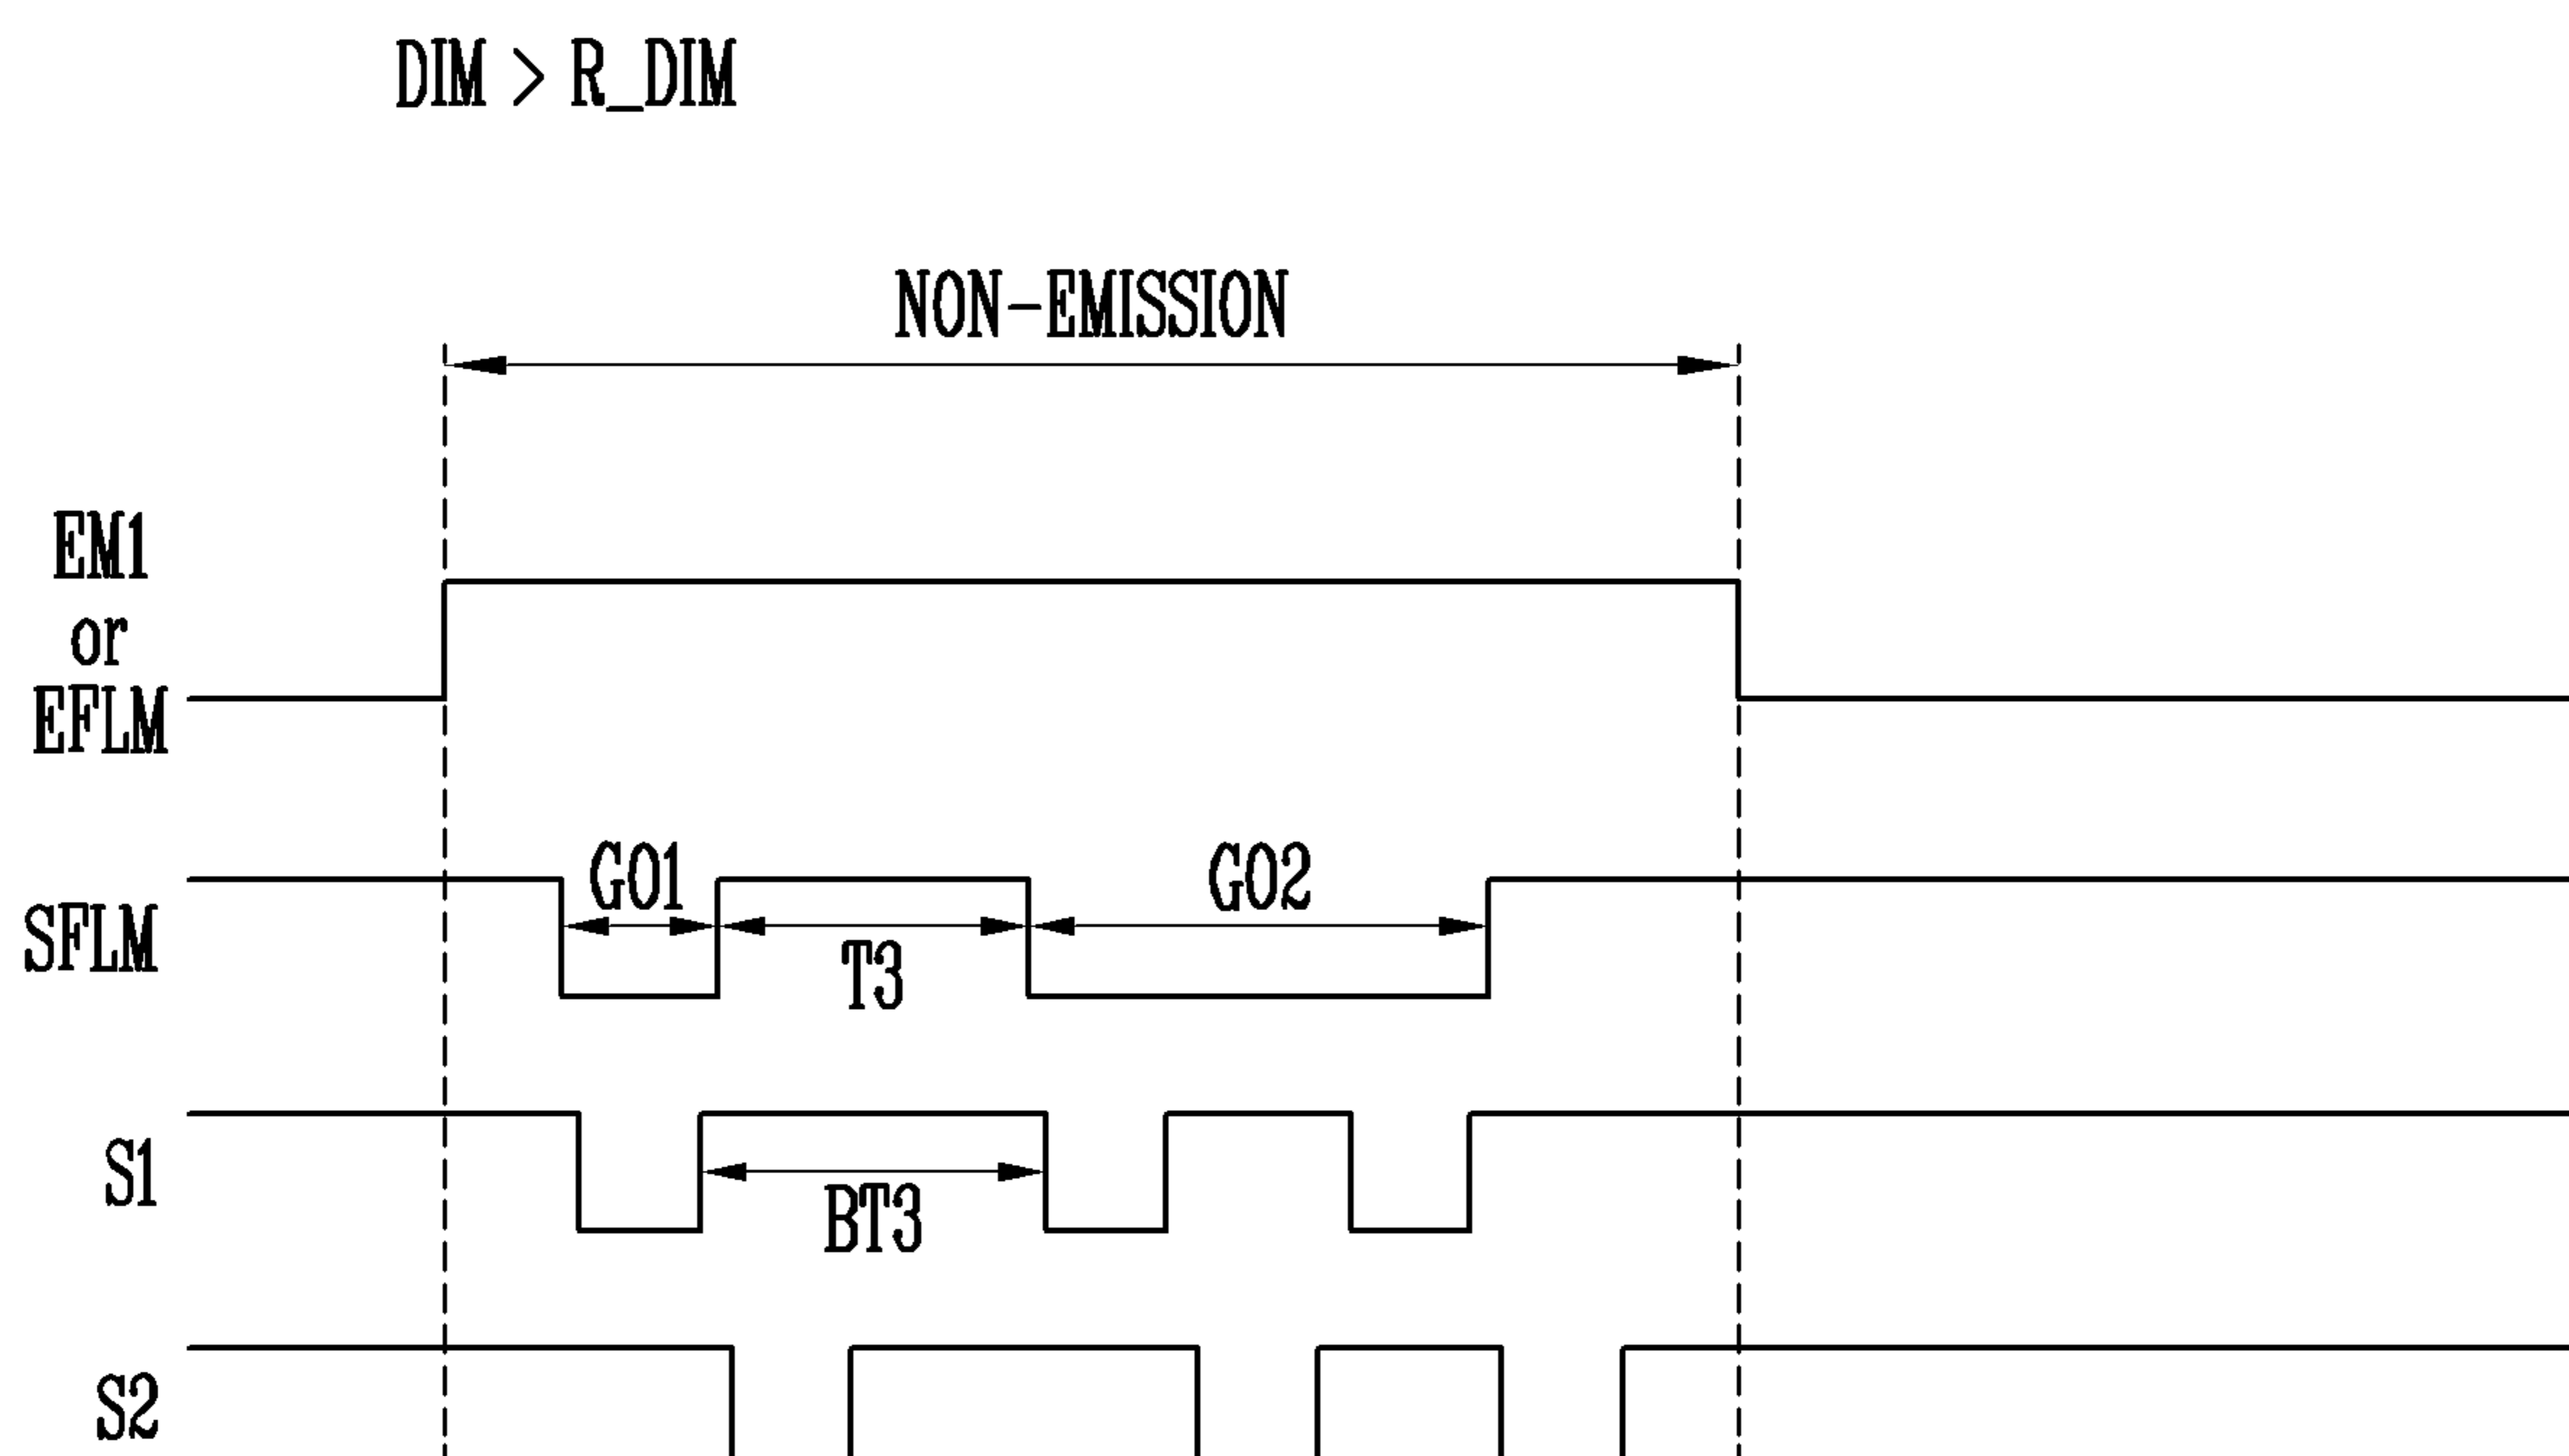 DIM > R_DIM
NON-EMISSION
EM1
or
EFLM
GO1
GO2
SFLM
T3
S1
BT3
S2